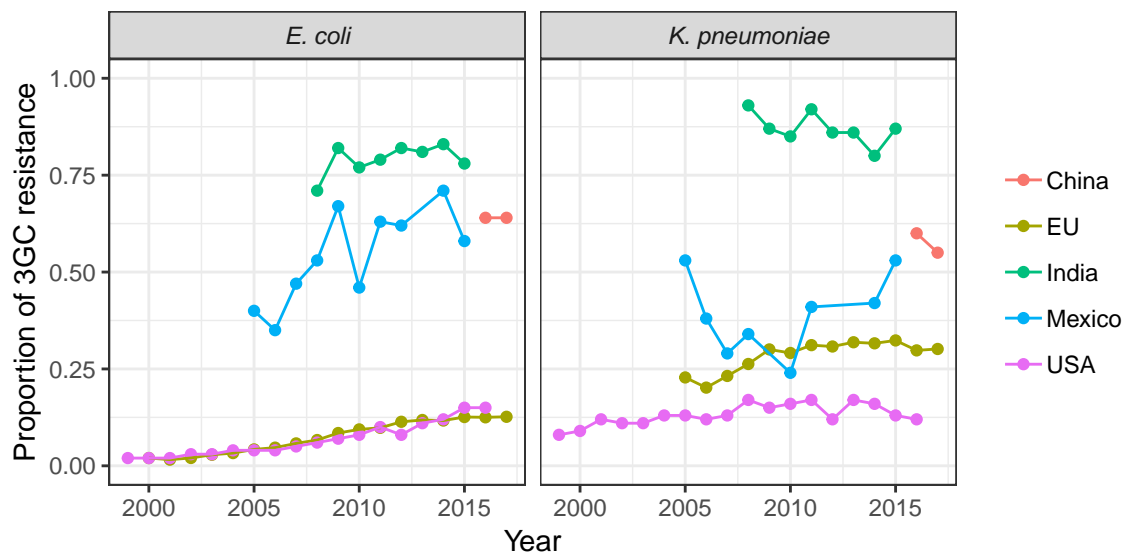 E. coli
K. pneumoniae
Proportion of 3GC resistance
1.00
0.75
0.50
0.25
0.00
2000 2005 2010 2015
2000 2005 2010 2015
Year
China
EU
India
Mexico
USA